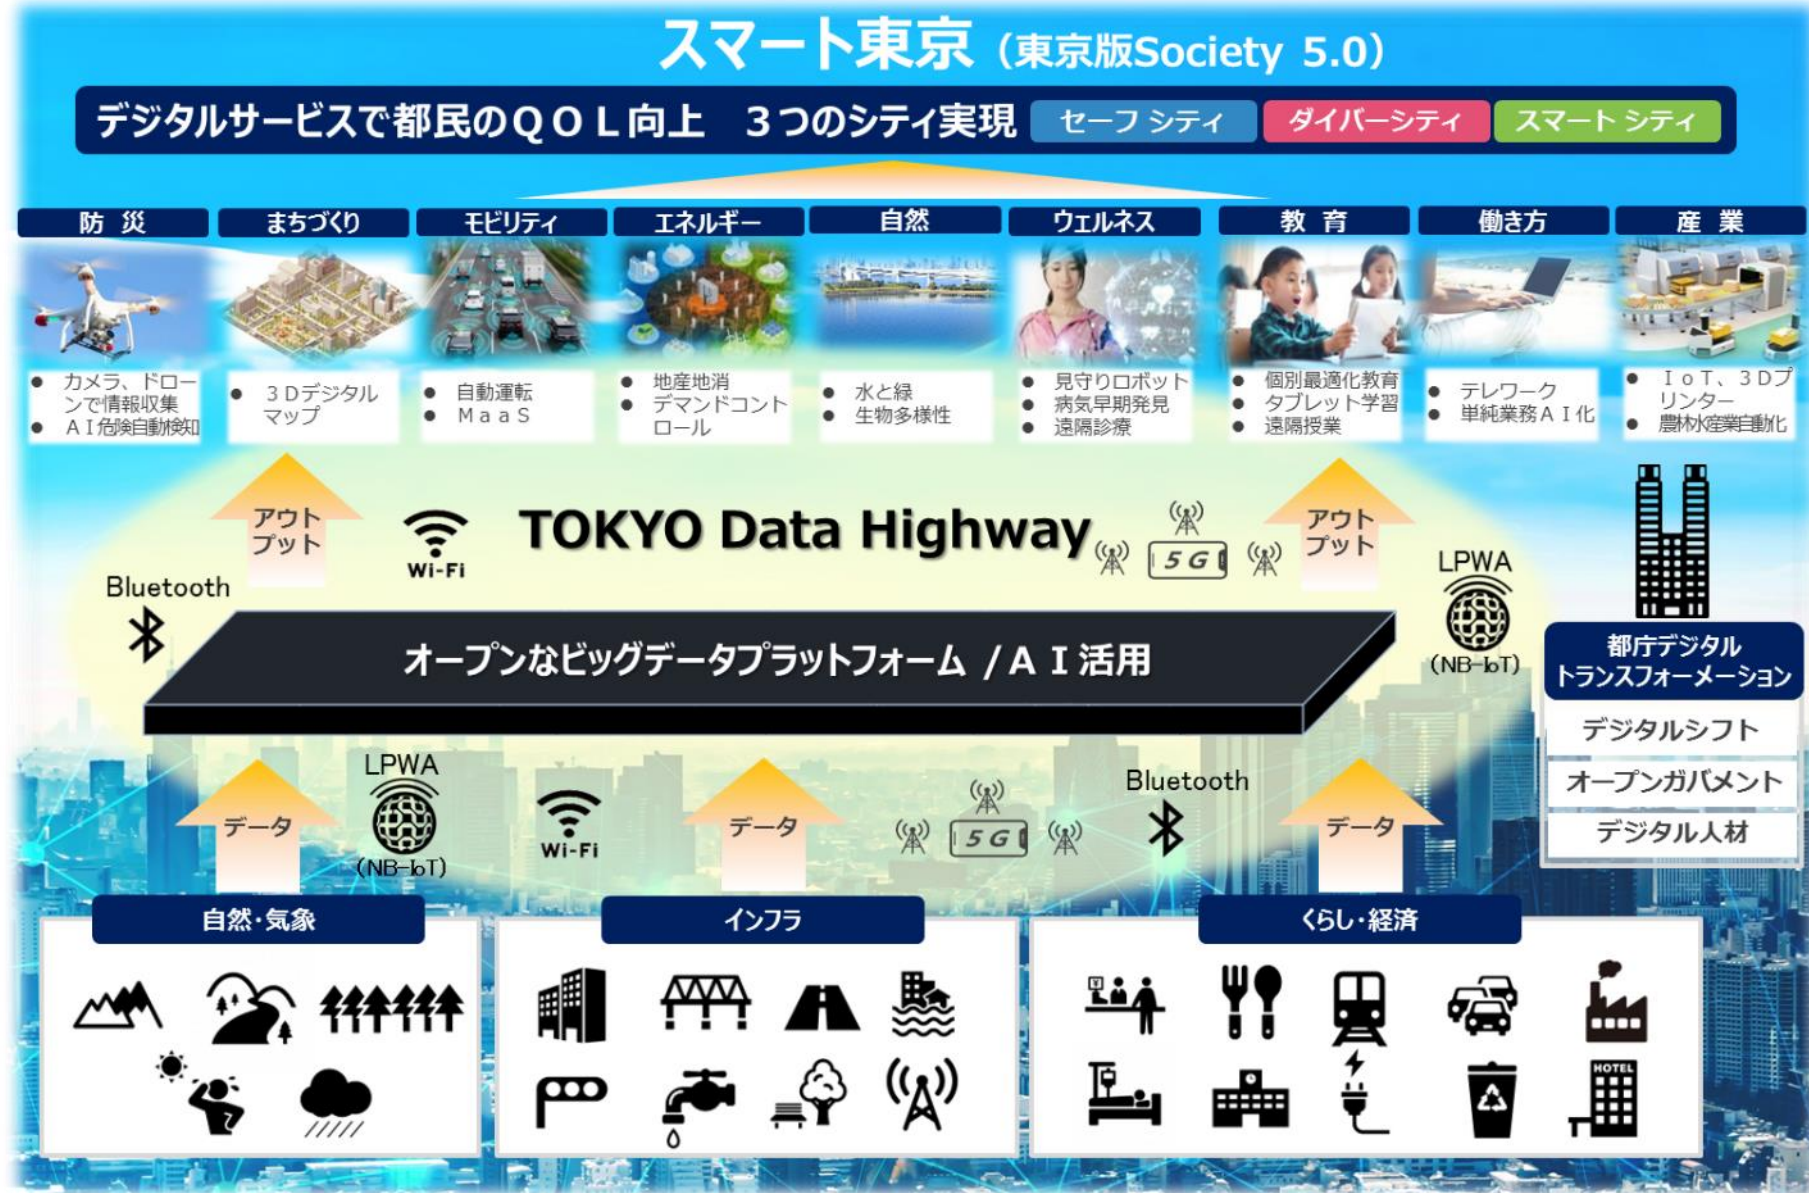 スマート東京（東京版Society 5.0）
デジタルサービスで都民のＱＯＬ向上　３つのシティ実現
セーフ シティ
ダイバーシティ
スマート シティ
防 災
まちづくり
モビリティ
エネルギー
自然
ウェルネス
教 育
働き方
産 業
● カメラ、ドロー
ンで情報収集
● ＡＩ危険自動検知
● ３Ｄデジタル
マップ
● 自動運転
● ＭａａＳ
● 地産地消
● デマンドコント
ロール
● 水と緑
● 生物多様性
● 見守りロボット
● 病気早期発見
● 遠隔診療
● 個別最適化教育
● タブレット学習
● 遠隔授業
● テレワーク
● 単純業務ＡＩ化
● ＩｏＴ、３Ｄプ
リンター
● 農林水産業自動化
アウト
プット
Wi-Fi
TOKYO Data Highway
5G
アウト
プット
Bluetooth
LPWA
(NB-IoT)
オープンなビッグデータプラットフォーム /ＡＩ活用
都庁デジタル
トランスフォーメーション
デジタルシフト
オープンガバメント
デジタル人材
データ
LPWA
(NB-IoT)
Wi-Fi
データ
5G
Bluetooth
データ
自然・気象
インフラ
くらし・経済
¥
HOTEL